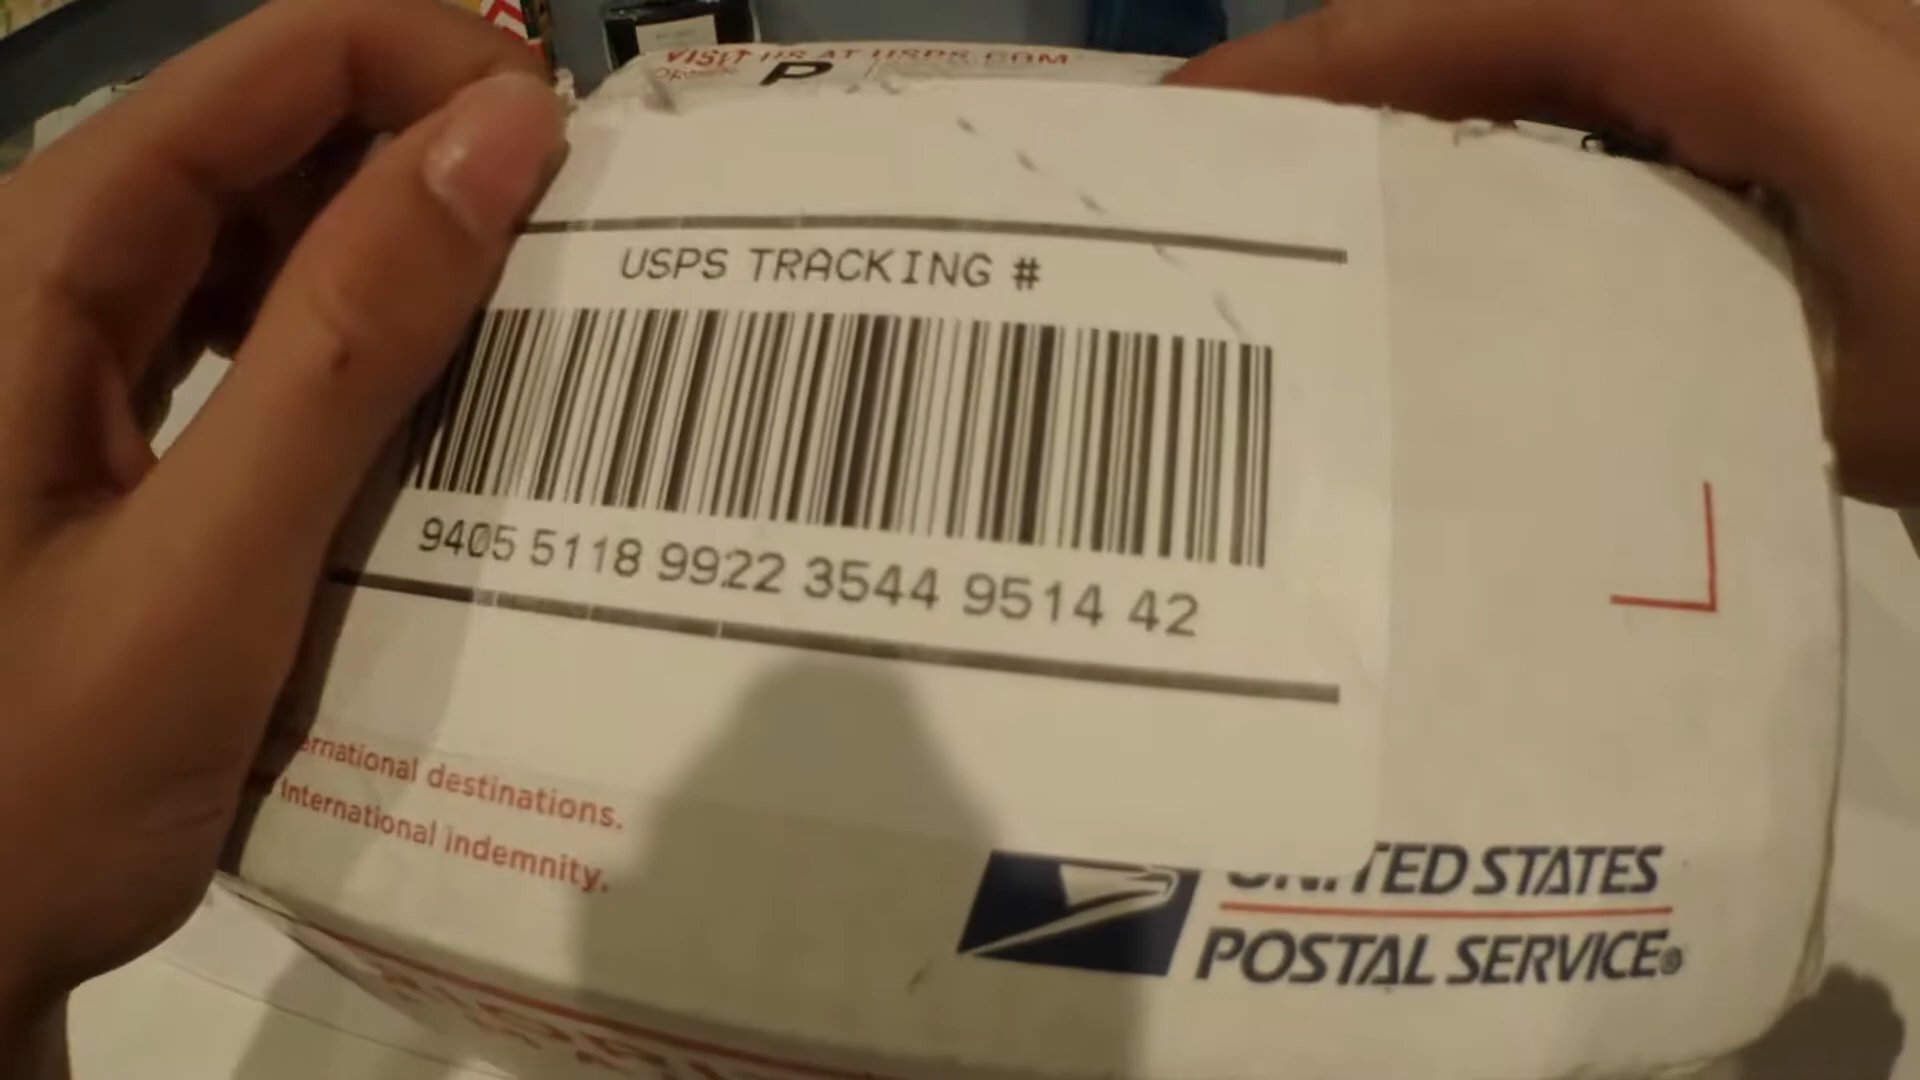 VISIT US AT USPS.COM
P
USPS TRACKING #
9405 5118 9922 3544 9514 42
ernational destinations.
International indemnity.
TED STATES
POSTAL SERVICE®